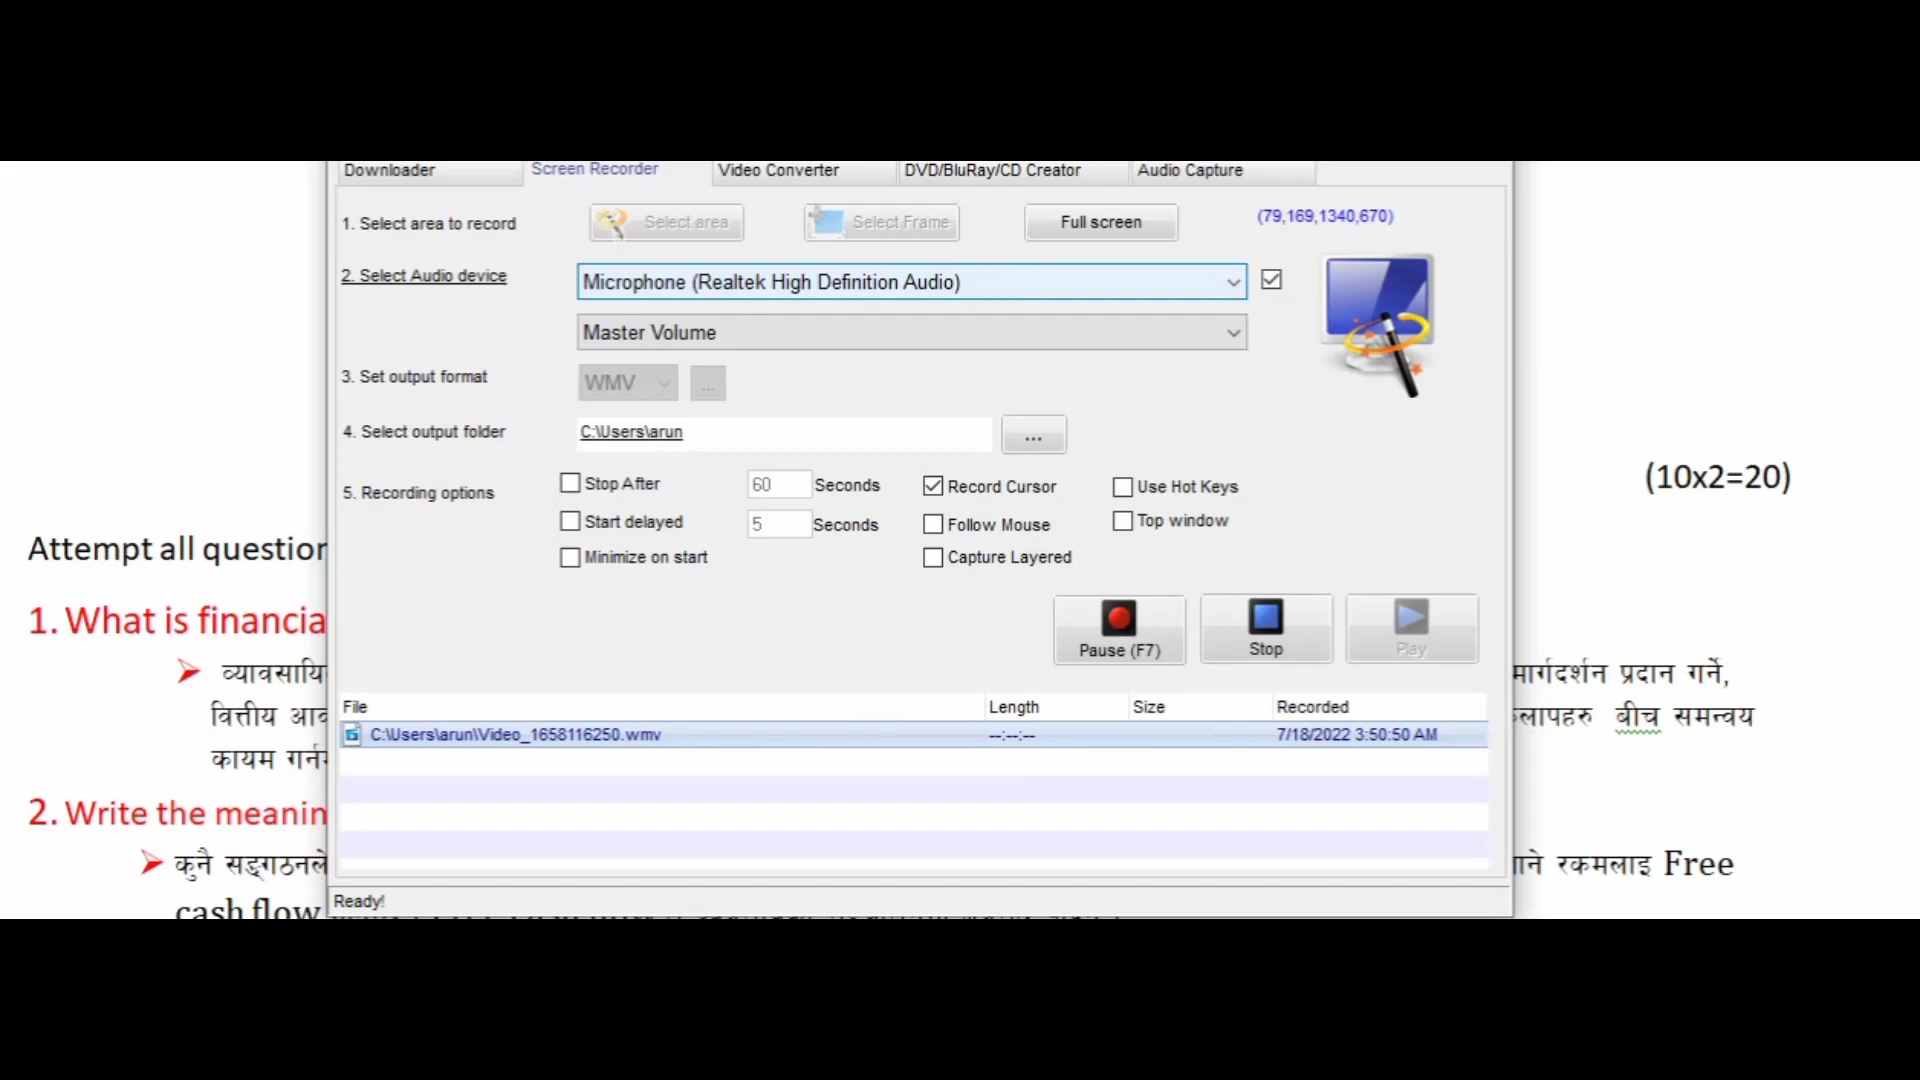 Downloader Screen Recorder Video Converter DVD/BluRay/CD Creator Audio Capture
1. Select area to record Select area Select Frame Full screen (79,169,1340,670)
2. Select Audio device Microphone (Realtek High Definition Audio)
Master Volume
3. Set output format WMV ...
4. Select output folder C:\Users\arun ...
(10x2=20)
5. Recording options Stop After 60 Seconds Record Cursor Use Hot Keys
Start delayed 5 Seconds Follow Mouse Top window
Minimize on start Capture Layered
Attempt all question
1. What is financia
Pause (F7) Stop Play
व्यावसायि मार्गदर्शन प्रदान गर्ने,
File Length Size Recorded
वित्तीय लापहरु बीच समन्वय
C:\Users\arun\Video_1658116250.wmv --:--:-- 7/18/2022 3:50:50 AM
कायम
2. Write the meanin
कुनै सङ्गठनले ाने रकमलाइ Free
cash flow
Ready!